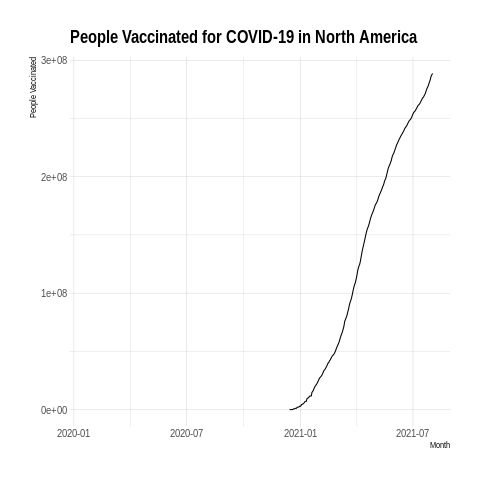 People Vaccinated for COVID-19 in North America
People Vaccinated
3e+08
2e+08
1e+08
0e+00
2020-01 2020-07 2021-01 2021-07
Month